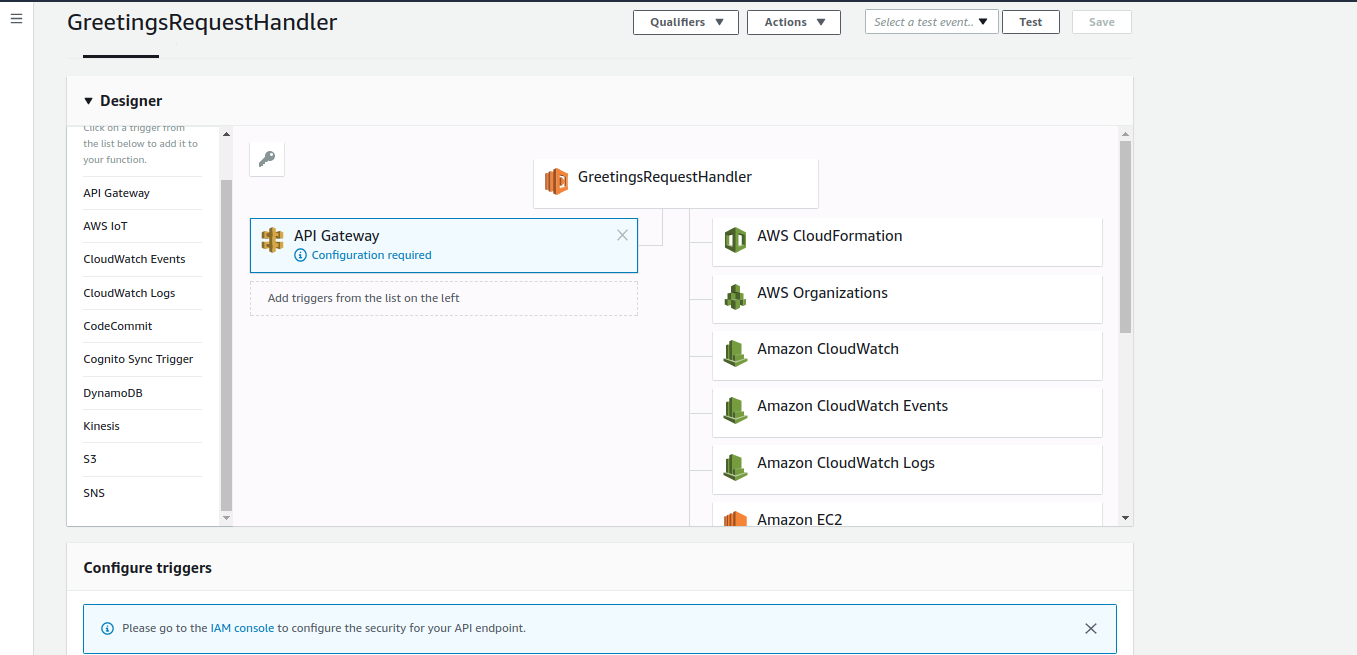 GreetingsRequestHandler
Qualifiers
Actions
Select a test event..
Test
Save
Designer
Click on a trigger from
the list below to add it to
your function.
API Gateway
AWS IoT
CloudWatch Events
CloudWatch Logs
CodeCommit
Cognito Sync Trigger
DynamoDB
Kinesis
S3
SNS
GreetingsRequestHandler
API Gateway
Configuration required
Add triggers from the list on the left
AWS CloudFormation
AWS Organizations
Amazon CloudWatch
Amazon CloudWatch Events
Amazon CloudWatch Logs
Amazon EC2
Configure triggers
Please go to the IAM console to configure the security for your API endpoint.